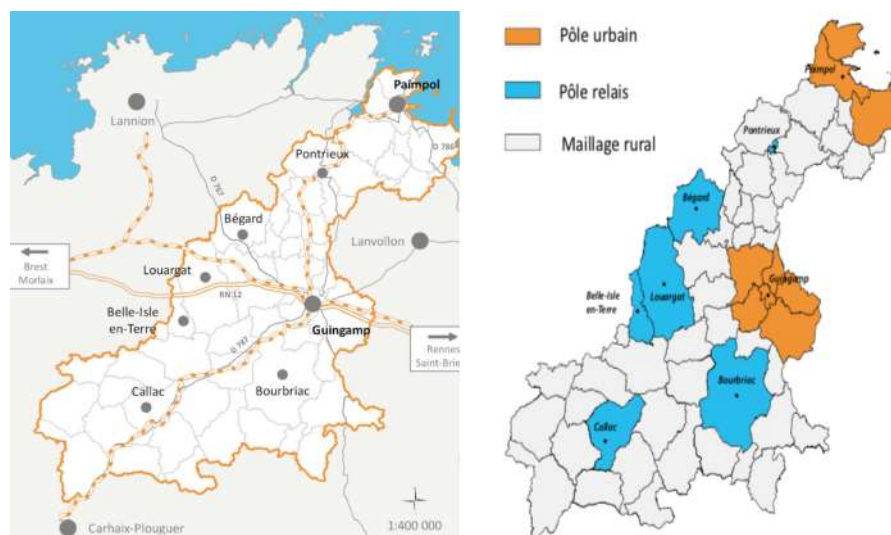 Paimpol
Lannion
D 786
Pontrieux
D 767
Bégard
Lanvollon
Brest
Morlaix
Louargat
RN 12
Belle-Isle
en-Terre
Guingamp
Rennes
Saint-Brie
D 787
Callac
Bourbriac
Carhaix-Plouguer
1:400 000
Pôle urbain
Pôle relais
Maillage rural
Paimpol
Pontrieux
Bégard
Guingamp
Belle-Isle
en-Terre
Louargat
Bourbriac
Callac